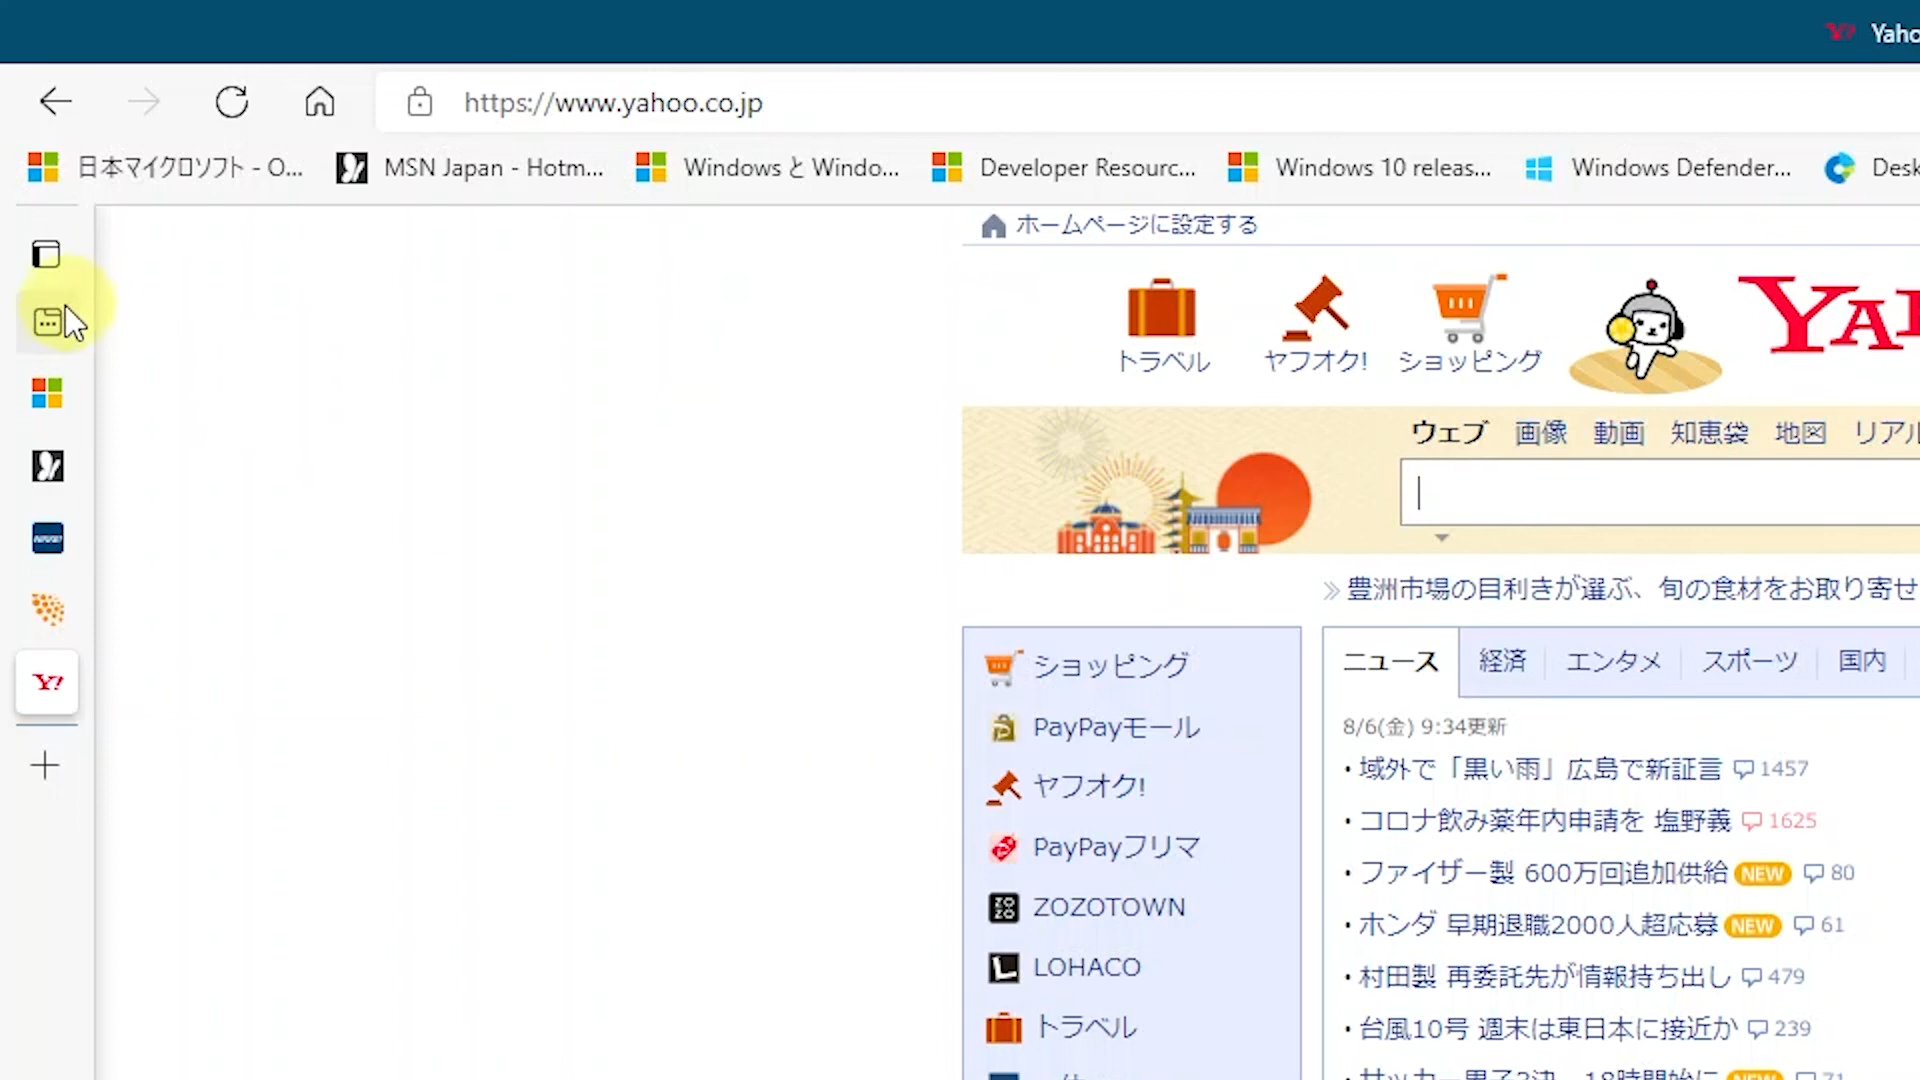 Yaho
https://www.yahoo.co.jp
日本マイクロソフト - O...
MSN Japan - Hotm...
Windows と Windo...
Developer Resourc...
Windows 10 releas...
Windows Defender...
Desk
ホームページに設定する
トラベル
ヤフオク!
ショッピング
YA
ウェブ 画像 動画 知恵袋 地図 リアル
豊洲市場の目利きが選ぶ、旬の食材をお取り寄せ
ショッピング
PayPayモール
ヤフオク!
PayPayフリマ
ZOZOTOWN
LOHACO
トラベル
ニュース 経済 エンタメ スポーツ 国内
8/6(金) 9:34更新
・域外で「黒い雨」広島で新証言 1457
・コロナ飲み薬年内申請を 塩野義 1625
・ファイザー製 600万回追加供給 NEW 80
・ホンダ 早期退職2000人超応募 NEW 61
・村田製 再委託先が情報持ち出し 479
・台風10号 週末は東日本に接近か 239
Y!